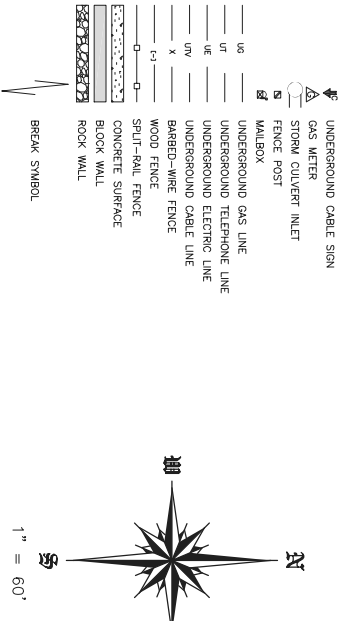 UNDERGROUND CABLE SIGN
G GAS METER
STORM CULVERT INLET
FENCE POST
MAILBOX
UG UNDERGROUND GAS LINE
UT UNDERGROUND TELEPHONE LINE
UE UNDERGROUND ELECTRIC LINE
UTV UNDERGROUND CABLE LINE
X BARBED-WIRE FENCE
[-] WOOD FENCE
SPLIT-RAIL FENCE
CONCRETE SURFACE
BLOCK WALL
ROCK WALL
BREAK SYMBOL
N
W
S
1" = 60'